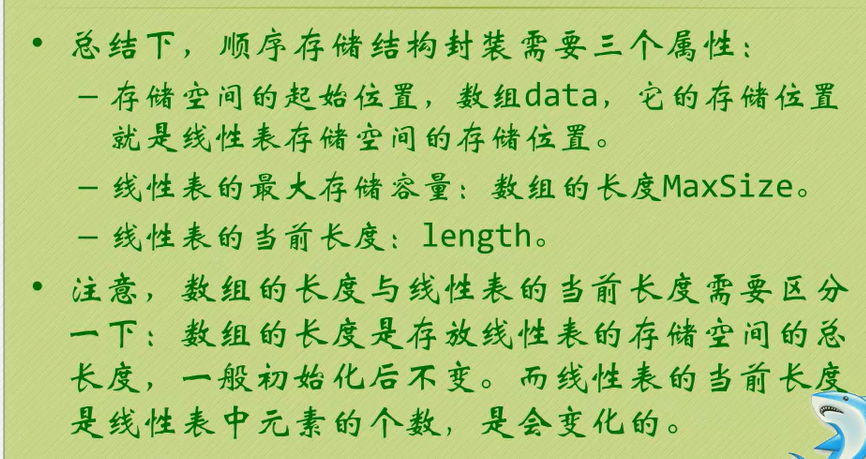 • 总结下，顺序存储结构封装需要三个属性：
– 存储空间的起始位置，数组data，它的存储位置
就是线性表存储空间的存储位置。
– 线性表的最大存储容量：数组的长度MaxSize。
– 线性表的当前长度：length。
• 注意，数组的长度与线性表的当前长度需要区分
一下：数组的长度是存放线性表的存储空间的总
长度，一般初始化后不变。而线性表的当前长度
是线性表中元素的个数，是会变化的。